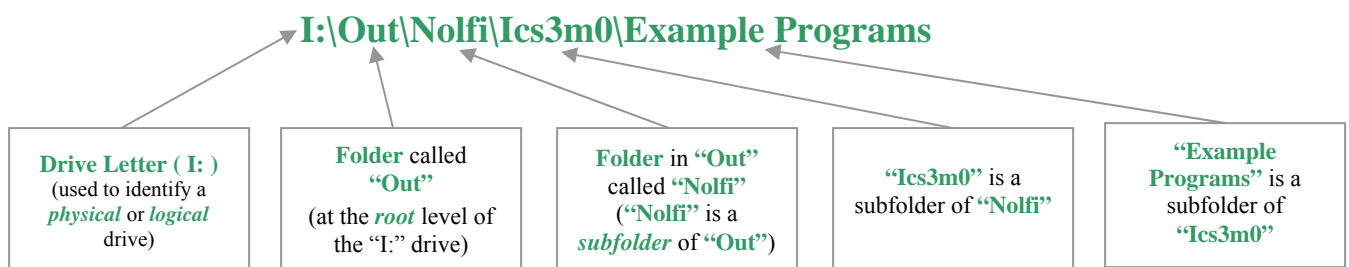 I:\Out\Nolfi\Ics3m0\Example Programs
Drive Letter ( I: )
(used to identify a
physical or logical
drive)
Folder called
“Out”
(at the root level of
the “I:” drive)
Folder in “Out”
called “Nolfi”
(“Nolfi” is a
subfolder of “Out”)
“Ics3m0” is a
subfolder of “Nolfi”
“Example
Programs” is a
subfolder of
“Ics3m0”